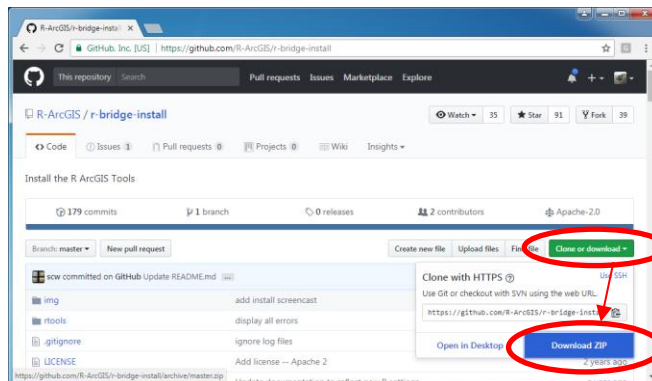 R-ArcGIS/r-bridge-instal
GitHub, Inc. [US] | https://github.com/R-ArcGIS/r-bridge-install
This repository Search Pull requests Issues Marketplace Explore
R-ArcGIS / r-bridge-install Watch 35 Star 91 Fork 39
Code Issues 1 Pull requests 0 Projects 0 Wiki Insights
Install the R ArcGIS Tools
179 commits 1 branch 0 releases 2 contributors Apache-2.0
Branch: master New pull request Create new file Upload files Find file Clone or download
scw committed on GitHub Update README.md
Clone with HTTPS Use SSH
Use Git or checkout with SVN using the web URL.
img add install screencast
https://github.com/R-ArcGIS/r-bridge-insta
rtools display all errors
.gitignore ignore log files
Open in Desktop Download ZIP
LICENSE Add license -- Apache 2 2 years ago
https://github.com/R-ArcGIS/r-bridge-install/archive/master.zip